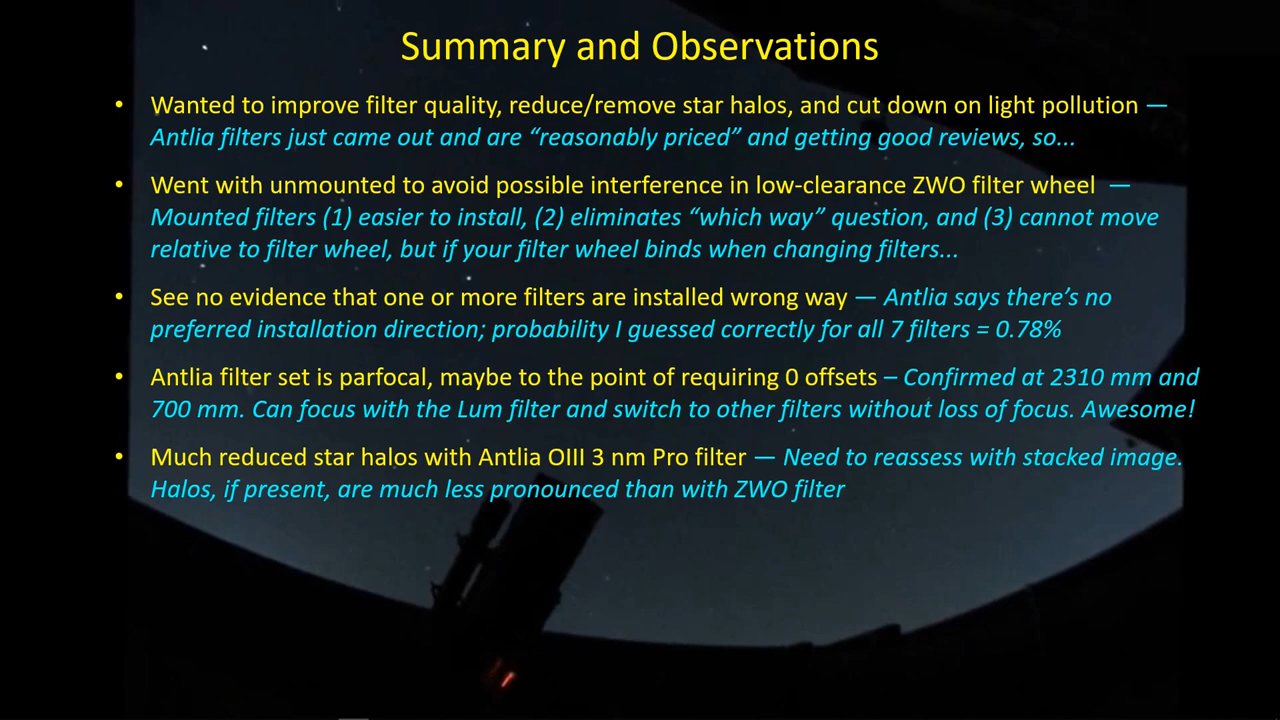 Summary and Observations
• Wanted to improve filter quality, reduce/remove star halos, and cut down on light pollution —
Antlia filters just came out and are “reasonably priced” and getting good reviews, so...
• Went with unmounted to avoid possible interference in low-clearance ZWO filter wheel —
Mounted filters (1) easier to install, (2) eliminates “which way” question, and (3) cannot move
relative to filter wheel, but if your filter wheel binds when changing filters...
• See no evidence that one or more filters are installed wrong way — Antlia says there’s no
preferred installation direction; probability I guessed correctly for all 7 filters = 0.78%
• Antlia filter set is parfocal, maybe to the point of requiring 0 offsets – Confirmed at 2310 mm and
700 mm. Can focus with the Lum filter and switch to other filters without loss of focus. Awesome!
• Much reduced star halos with Antlia OIII 3 nm Pro filter — Need to reassess with stacked image.
Halos, if present, are much less pronounced than with ZWO filter